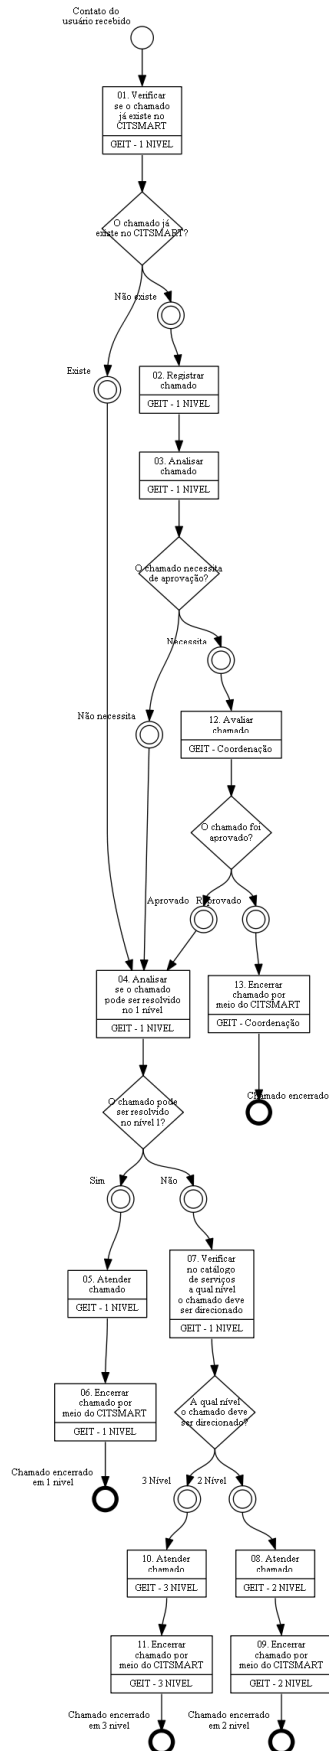 Contato do
usuário recebido
01. Verificar
se o chamado
já existe no
CITSMART
GEIT - 1 NIVEL
O chamado já
existe no CITSMART?
Não existe
Existe
02. Registrar
chamado
GEIT - 1 NIVEL
03. Analisar
chamado
GEIT - 1 NIVEL
O chamado necessita
de aprovação?
Necessita
Não necessita
12. Avaliar
chamado
GEIT - Coordenação
O chamado foi
aprovado?
Aprovado
Reprovado
04. Analisar
se o chamado
pode ser resolvido
no 1 nível
GEIT - 1 NIVEL
13. Encerrar
chamado por
meio do CITSMART
GEIT - Coordenação
Chamado encerrado
O chamado pode
ser resolvido
no nível 1?
Sim
Não
07. Verificar
no catálogo
de serviços
a qual nível
o chamado deve
ser direcionado
GEIT - 1 NIVEL
05. Atender
chamado
GEIT - 1 NIVEL
06. Encerrar
chamado por
meio do CITSMART
GEIT - 1 NIVEL
A qual nível
o chamado deve
ser direcionado?
Chamado encerrado
em 1 nivel
3 Nível
2 Nível
10. Atender
chamado
GEIT - 3 NIVEL
08. Atender
chamado
GEIT - 2 NIVEL
11. Encerrar
chamado por
meio do CITSMART
GEIT - 3 NIVEL
09. Encerrar
chamado por
meio do CITSMART
GEIT - 2 NIVEL
Chamado encerrado
em 3 nivel
Chamado encerrado
em 2 nivel